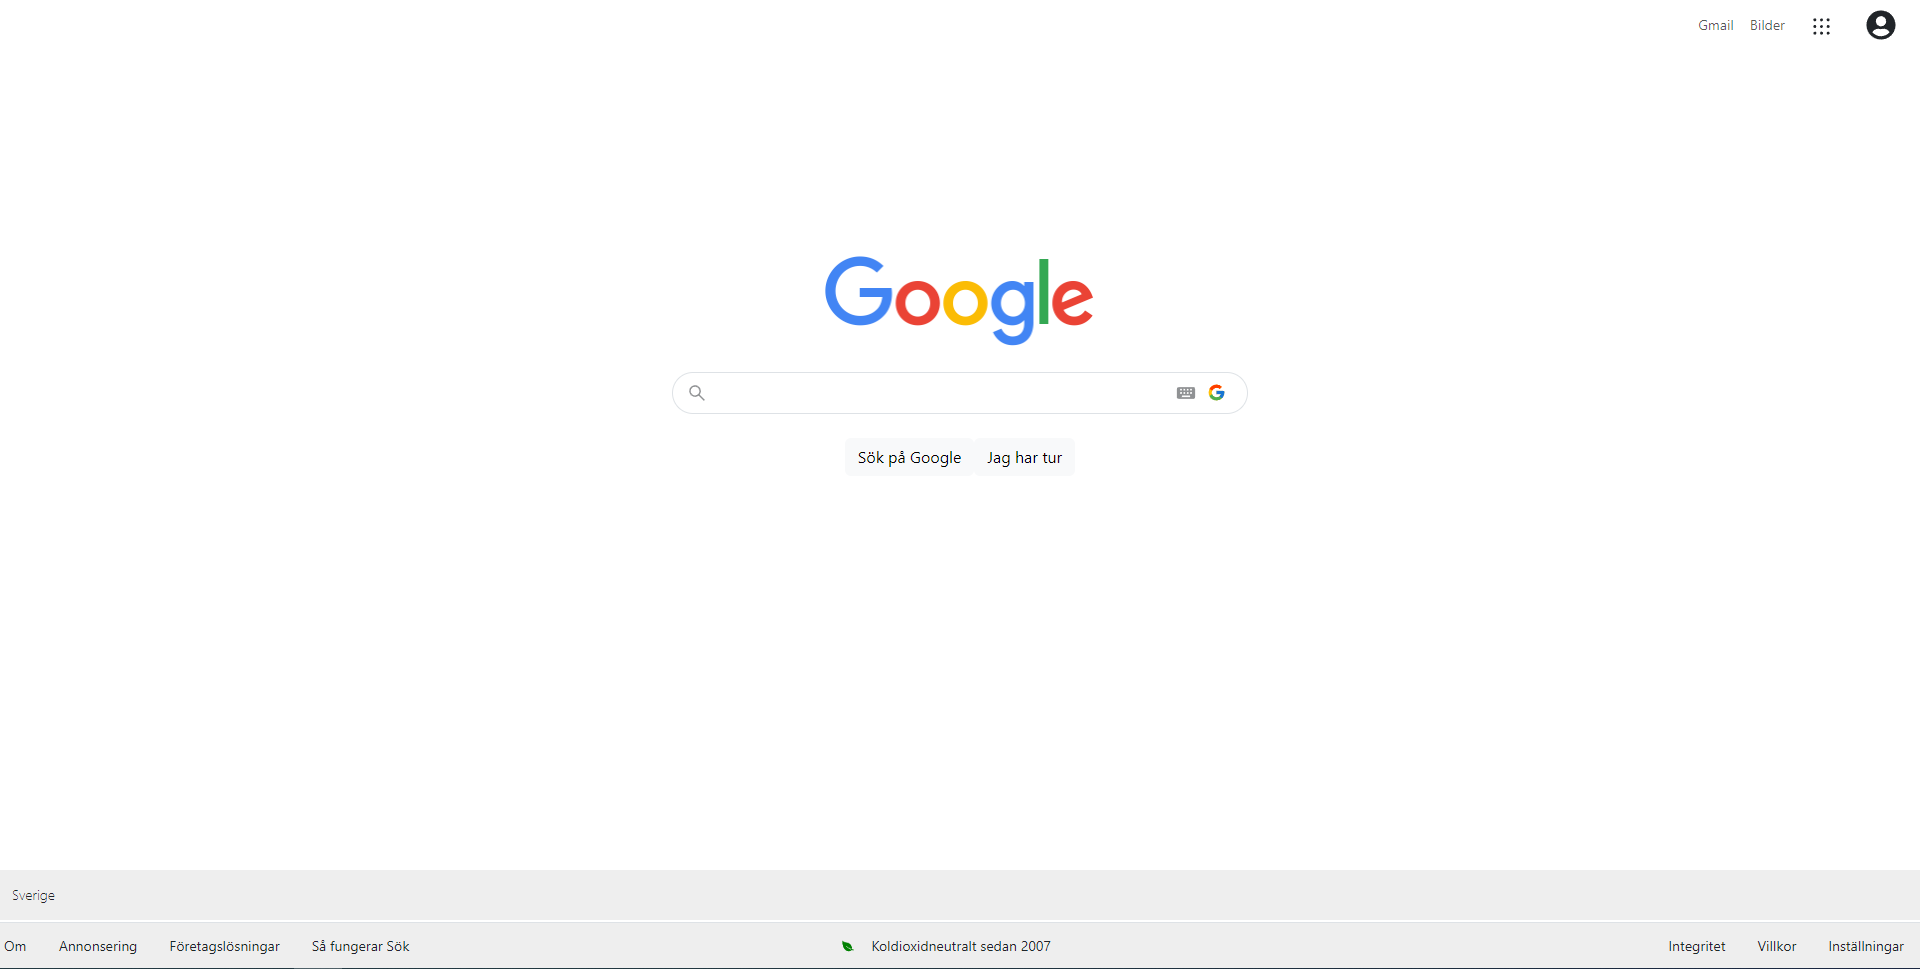 Gmail Bilder
Google
Sök på Google Jag har tur
Sverige
Om Annonsering Företagslösningar Så fungerar Sök Koldioxidneutralt sedan 2007 Integritet Villkor Inställningar